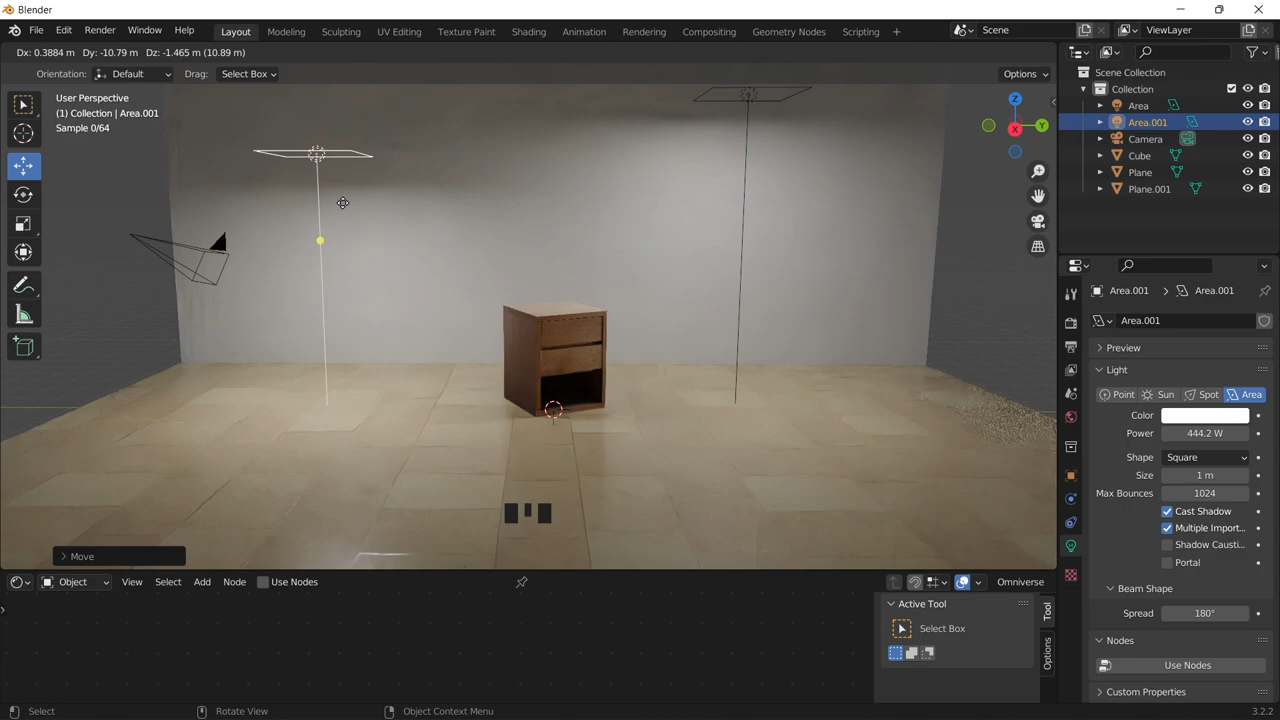 Blender
File Edit Render Window Help Layout Modeling Sculpting UV Editing Texture Paint Shading Animation Rendering Compositing Geometry Nodes Scripting + Scene ViewLayer
Dx: 0.3884 m Dy: -10.79 m Dz: -1.465 m (10.89 m)
Orientation: Default Drag: Select Box Options
User Perspective
(1) Collection | Area.001
Sample 0/64
Z
Y
X
Scene Collection
Collection
Area
Area.001
Camera
Cube
Plane
Plane.001
Area.001 > Area.001
Area.001
Preview
Light
Point Sun Spot Area
Color
Power 444.2 W
Shape Square
Size 1 m
Max Bounces 1024
Cast Shadow
Multiple Import...
Shadow Causti...
Portal
Beam Shape
Spread 180°
Nodes
Use Nodes
Custom Properties
Move
Object View Select Add Node Use Nodes Omniverse
Active Tool
Select Box
Tool
Options
Select Rotate View Object Context Menu 3.2.2